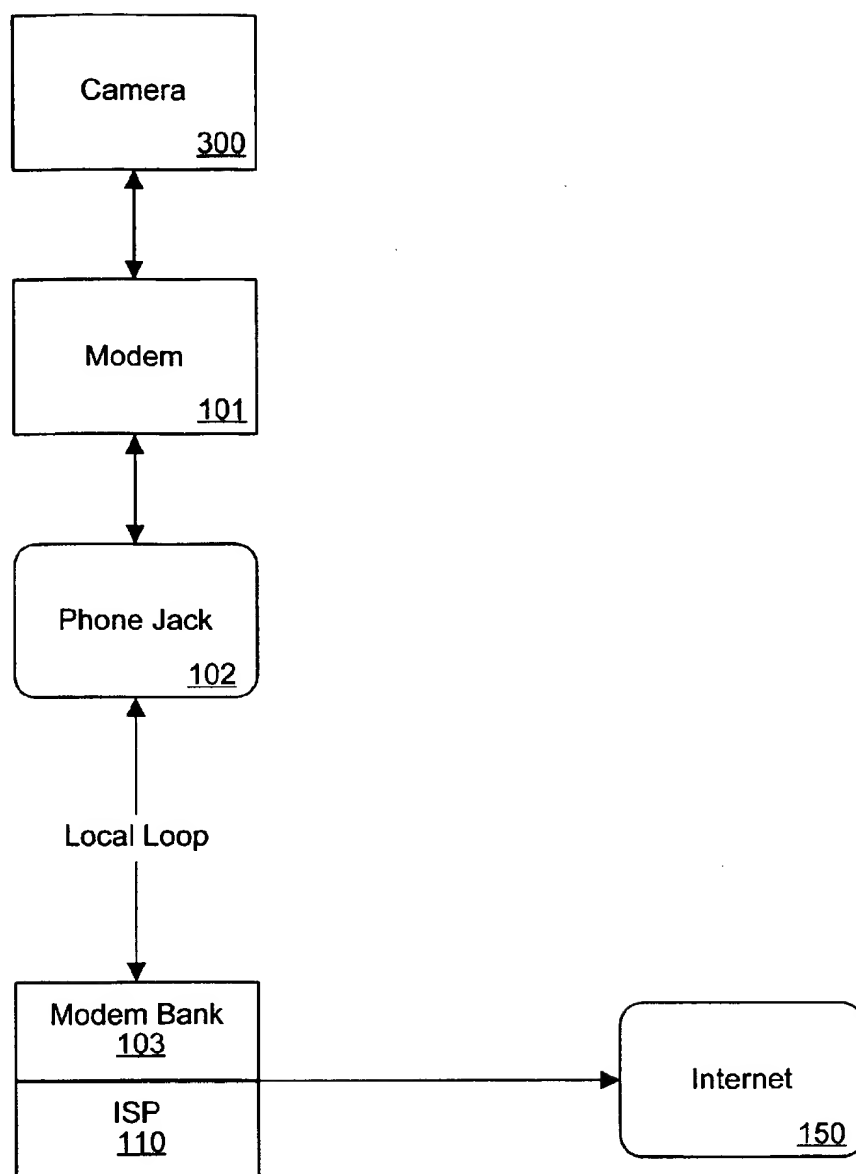 Camera
300
Modem
101
Phone Jack
102
Local Loop
Modem Bank
103
ISP
110
Internet
150